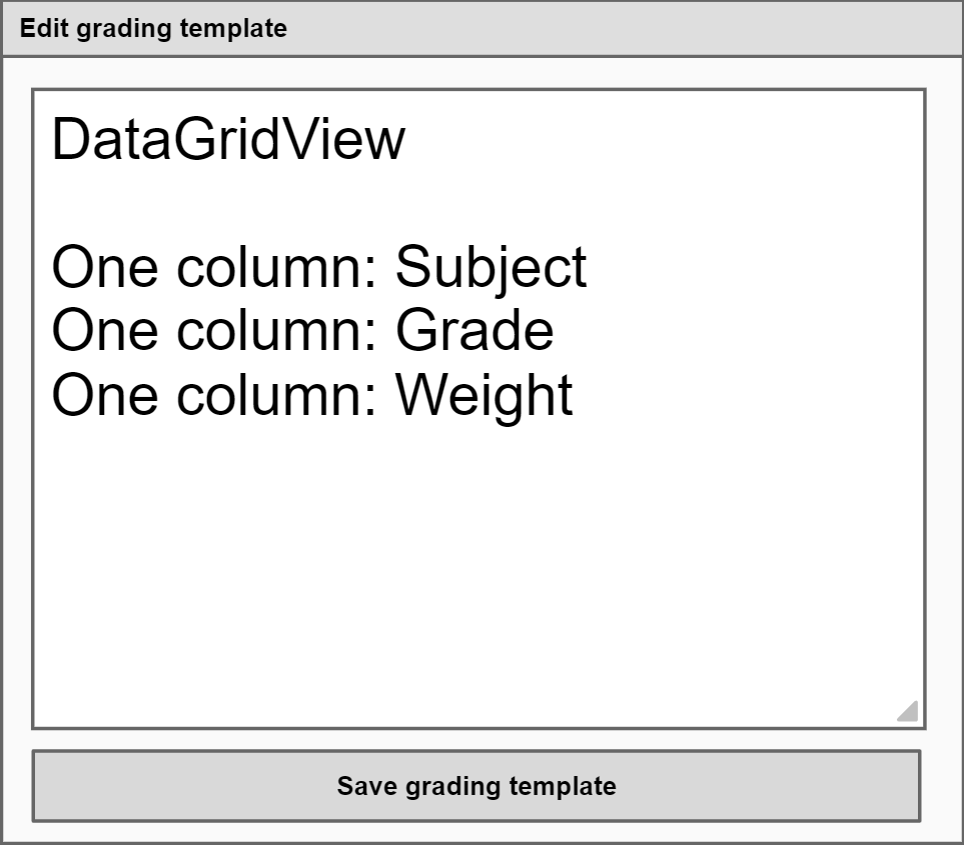 Edit grading template
DataGridView
One column: Subject
One column: Grade
One column: Weight
Save grading template